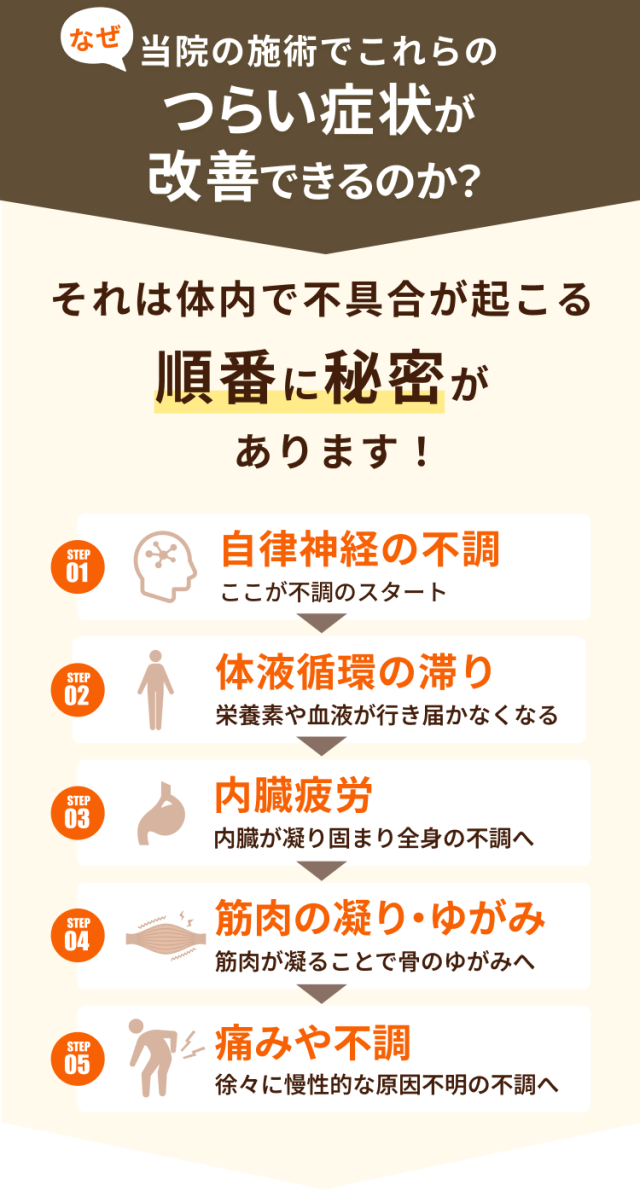 なぜ
当院の施術でこれらの
つらい症状が
改善できるのか?
それは体内で不具合が起こる
順番に秘密が
あります！
STEP
01
自律神経の不調
ここが不調のスタート
STEP
02
体液循環の滞り
栄養素や血液が行き届かなくなる
STEP
03
内臓疲労
内臓が凝り固まり全身の不調へ
STEP
04
筋肉の凝り・ゆがみ
筋肉が凝ることで骨のゆがみへ
STEP
05
痛みや不調
徐々に慢性的な原因不明の不調へ